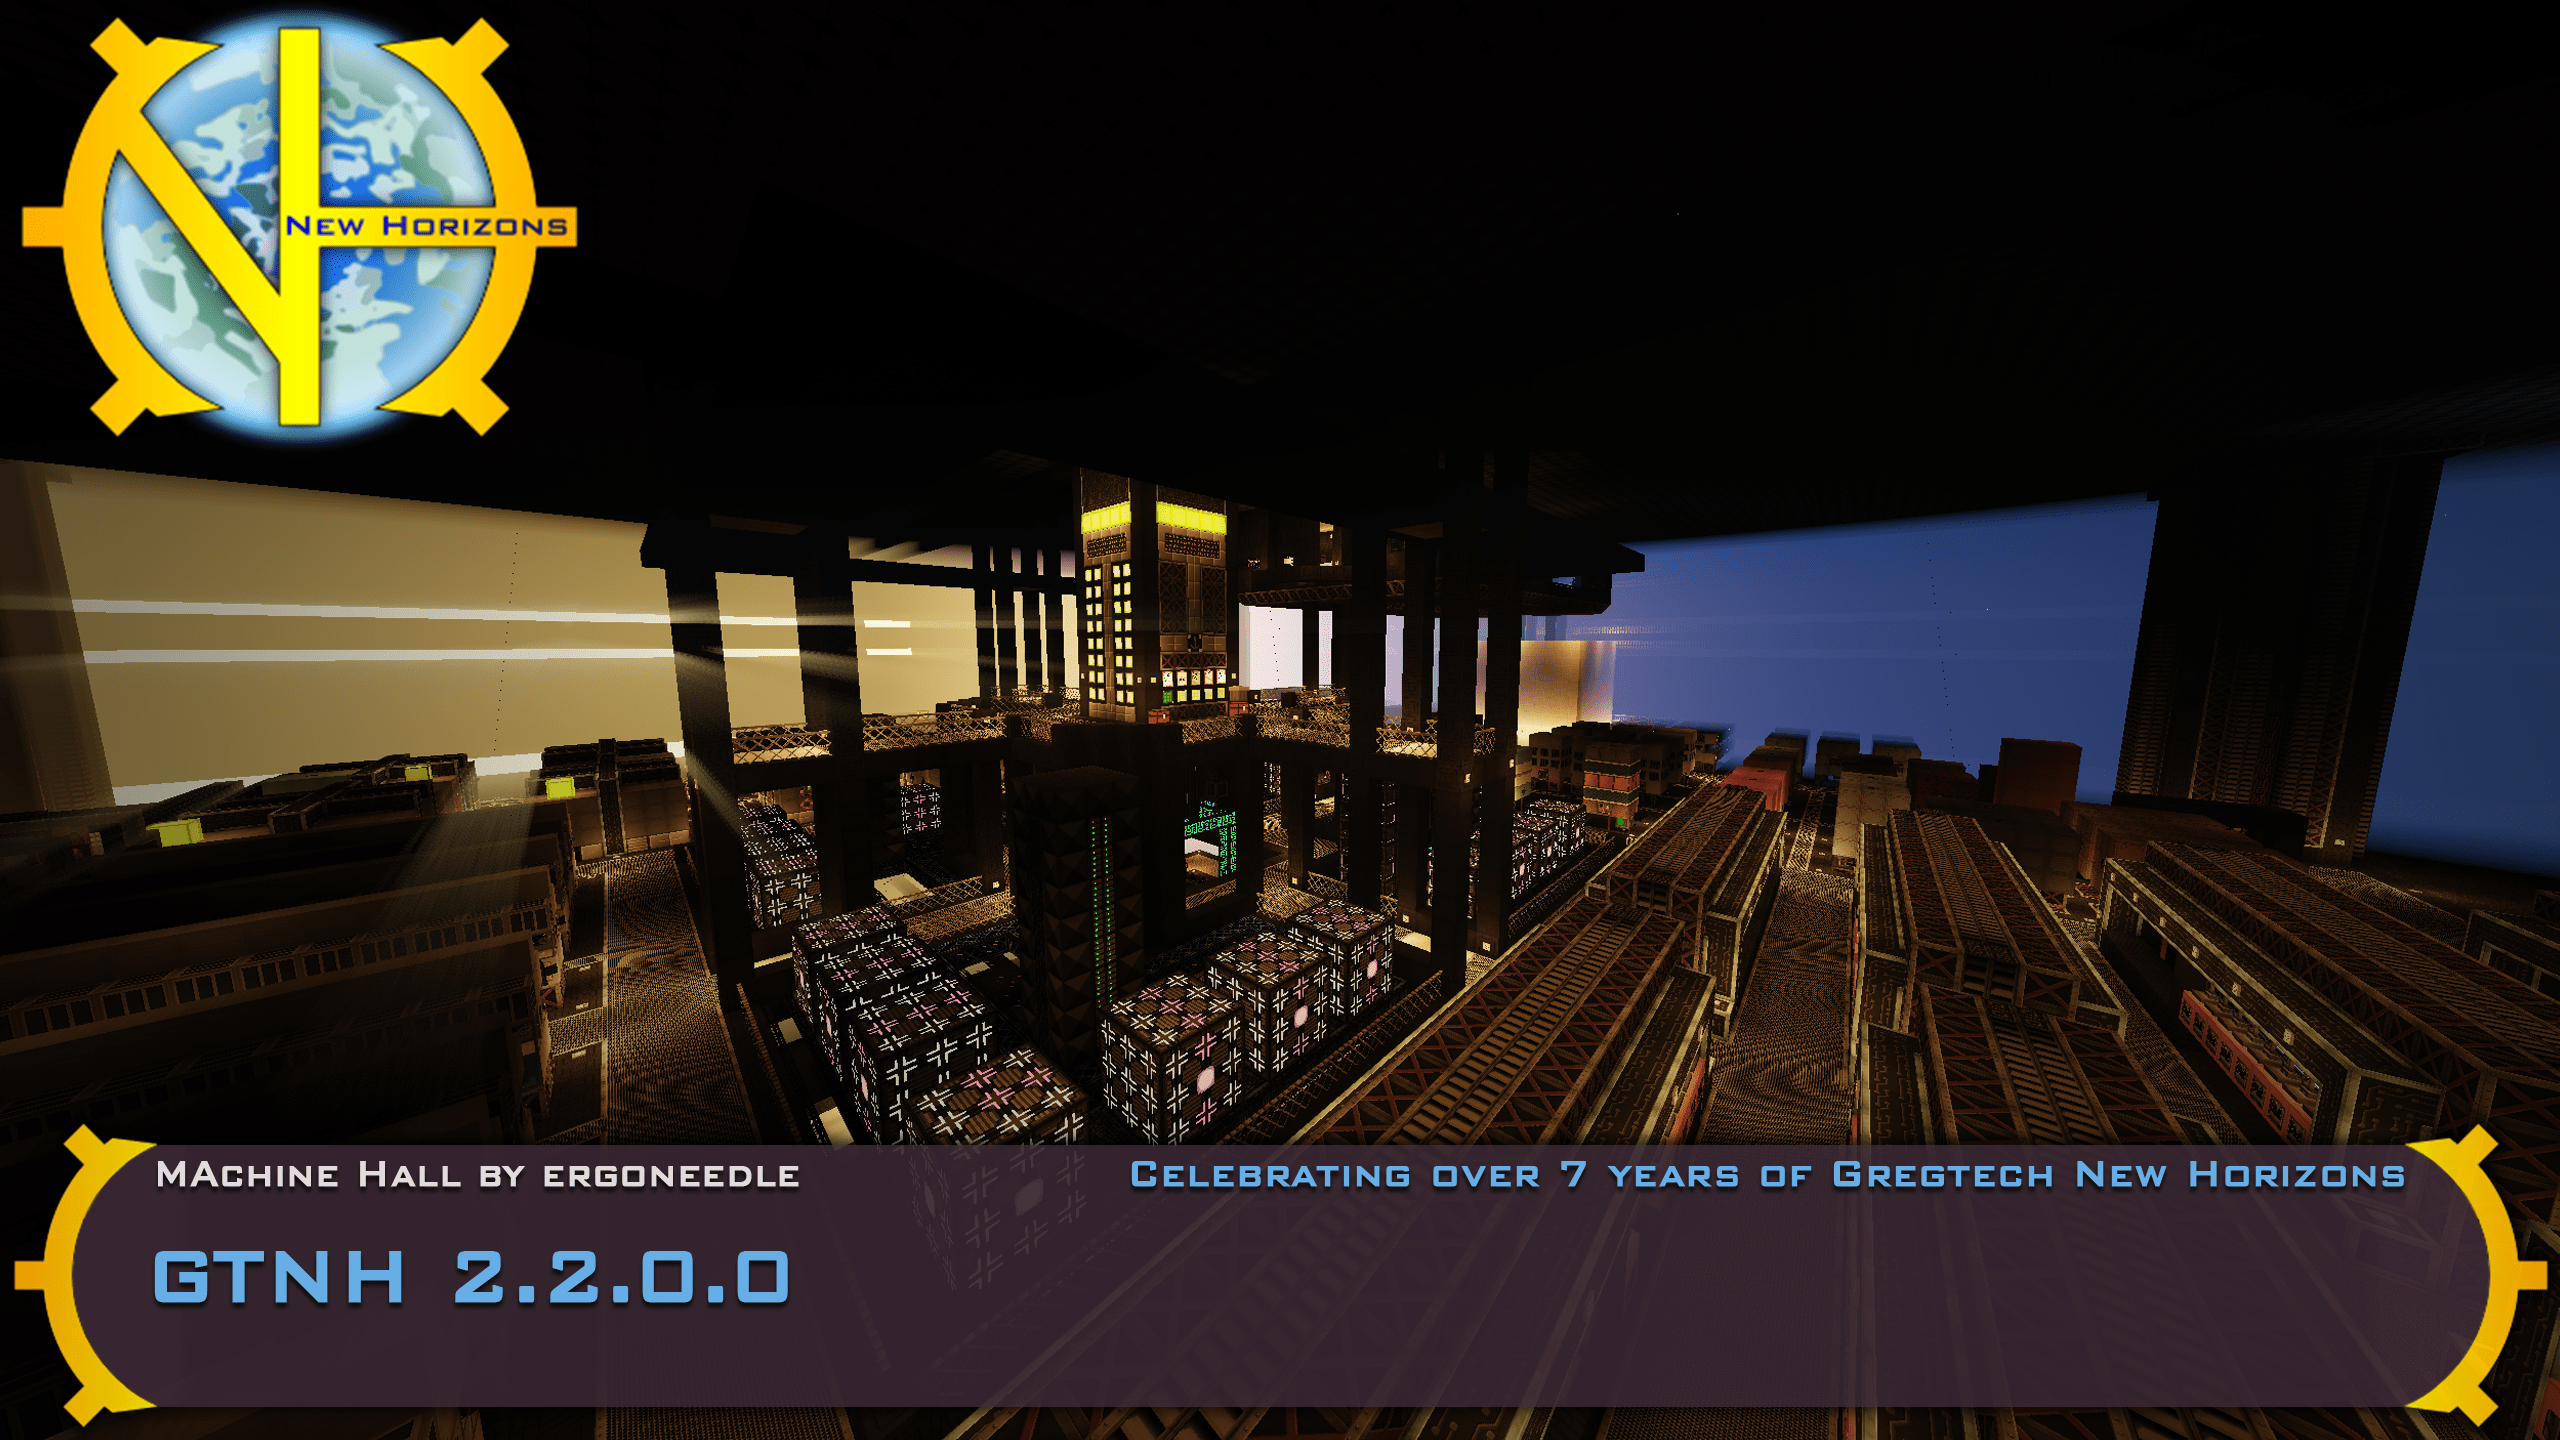 New Horizons
MAchine Hall by ergoneedle
Celebrating over 7 years of Gregtech New Horizons
GTNH 2.2.0.0